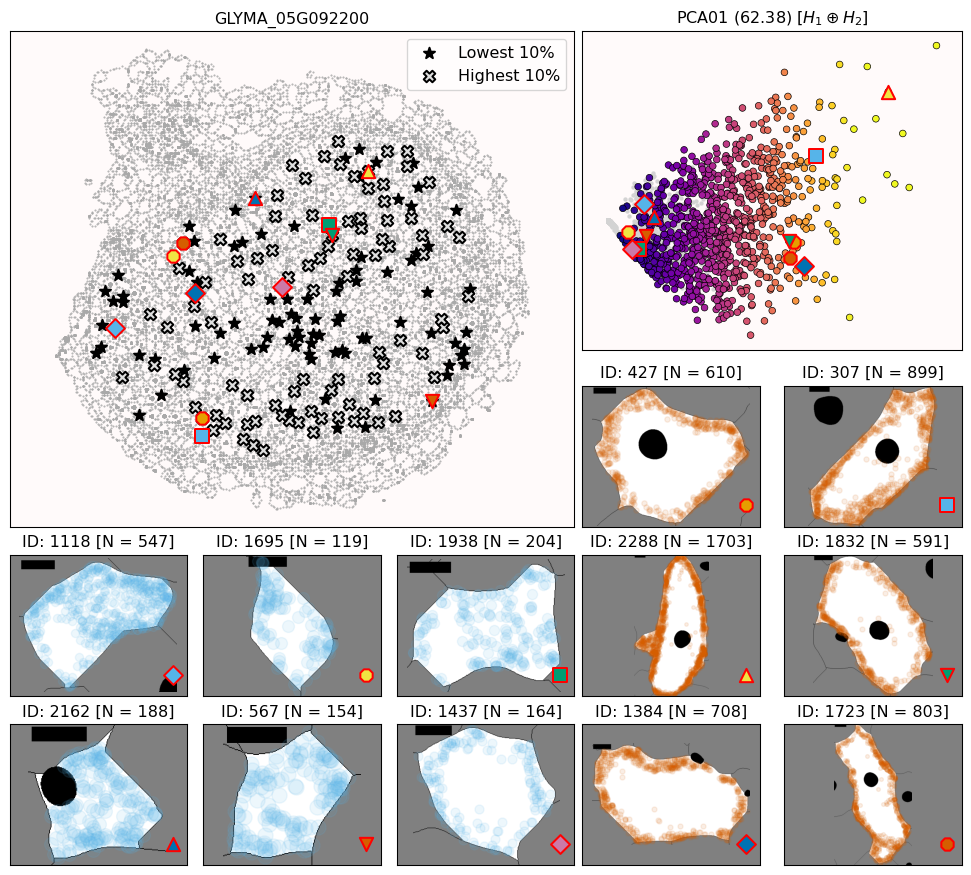 GLYMA_05G092200
PCA01 (62.38) [H₁ ⊕ H₂]
Lowest 10%
Highest 10%
ID: 427 [N = 610]
ID: 307 [N = 899]
ID: 1118 [N = 547]
ID: 1695 [N = 119]
ID: 1938 [N = 204]
ID: 2288 [N = 1703]
ID: 1832 [N = 591]
ID: 2162 [N = 188]
ID: 567 [N = 154]
ID: 1437 [N = 164]
ID: 1384 [N = 708]
ID: 1723 [N = 803]